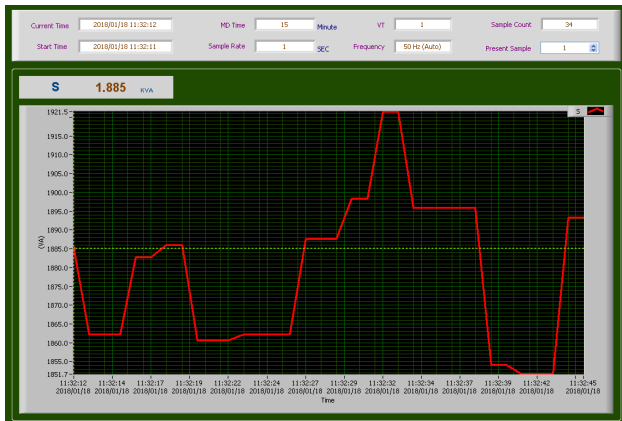 Current Time 2018/01/18 11:32:12 MD Time 15 Minute VT 1 Sample Count 34
Start Time 2018/01/18 11:32:11 Sample Rate 1 SEC Frequency 50 Hz (Auto) Present Sample 1
S 1.885 KVA
S
1921.5
1915.0
1910.0
1905.0
1900.0
1895.0
1890.0
1885.0
1880.0
1875.0
1870.0
1865.0
1860.0
1855.0
1851.7
(VA)
11:32:12 11:32:14 11:32:17 11:32:19 11:32:22 11:32:24 11:32:27 11:32:29 11:32:32 11:32:34 11:32:37 11:32:39 11:32:42 11:32:45
2018/01/18 2018/01/18 2018/01/18 2018/01/18 2018/01/18 2018/01/18 2018/01/18 2018/01/18 2018/01/18 2018/01/18 2018/01/18 2018/01/18 2018/01/18 2018/01/18
Time